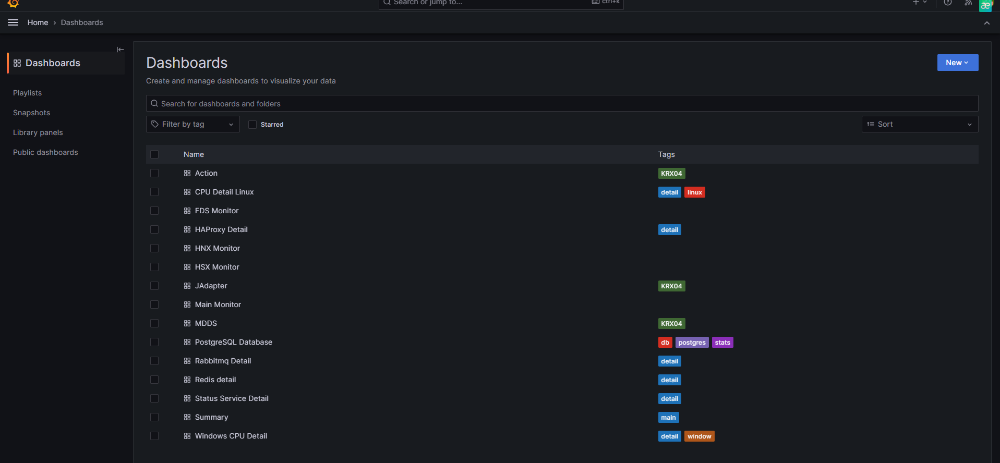 Search or jump to...
ctrl+k
æ
Home › Dashboards
Dashboards
Playlists
Snapshots
Library panels
Public dashboards
Dashboards
New
Create and manage dashboards to visualize your data
Search for dashboards and folders
Filter by tag
Starred
Sort
Name Tags
Action KRX04
CPU Detail Linux detail linux
FDS Monitor
HAProxy Detail detail
HNX Monitor
HSX Monitor
JAdapter KRX04
Main Monitor
MDDS KRX04
PostgreSQL Database db postgres stats
Rabbitmq Detail detail
Redis detail detail
Status Service Detail detail
Summary main
Windows CPU Detail detail window